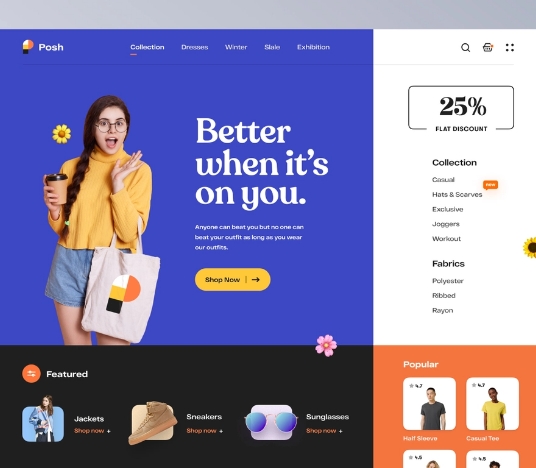 Posh
Collection Dresses Winter Slale Exhibition
25%
FLAT DISCOUNT
Better
when it's
on you.
Anyone can beat you but no one can
beat your outfit as long as you wear
our outfits.
Shop Now
Collection
Casual
New
Hats & Scarves
Exclusive
Joggers
Workout
Fabrics
Polyester
Ribbed
Rayon
Featured
Jackets
Shop now +
Sneakers
Shop now +
Sunglasses
Shop now +
Popular
4.7
4.7
Half Sleeve
Casual Tee
4.5
4.5